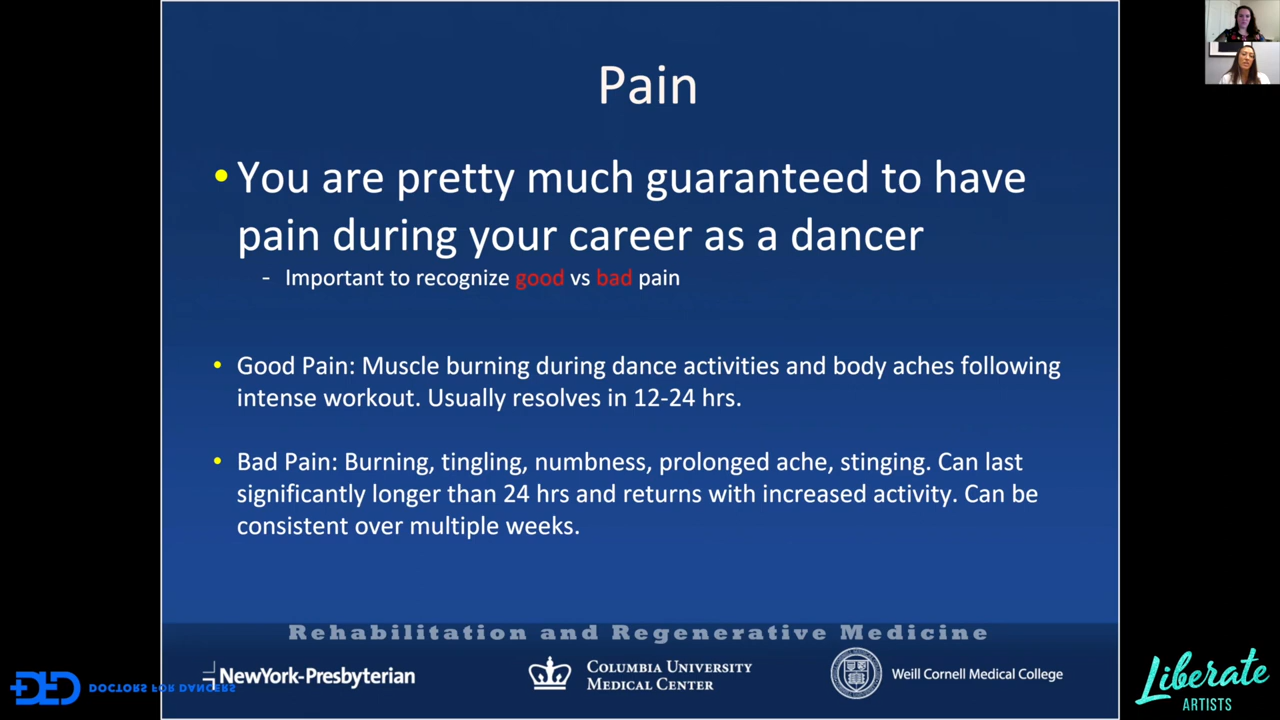 Pain
• You are pretty much guaranteed to have
pain during your career as a dancer
- Important to recognize good vs bad pain
• Good Pain: Muscle burning during dance activities and body aches following
intense workout. Usually resolves in 12-24 hrs.
• Bad Pain: Burning, tingling, numbness, prolonged ache, stinging. Can last
significantly longer than 24 hrs and returns with increased activity. Can be
consistent over multiple weeks.
Rehabilitation and Regenerative Medicine
NewYork-Presbyterian
Columbia University
Medical Center
Weill Cornell Medical College
DFD DOCTORS FOR DANCERS
Liberate
ARTISTS